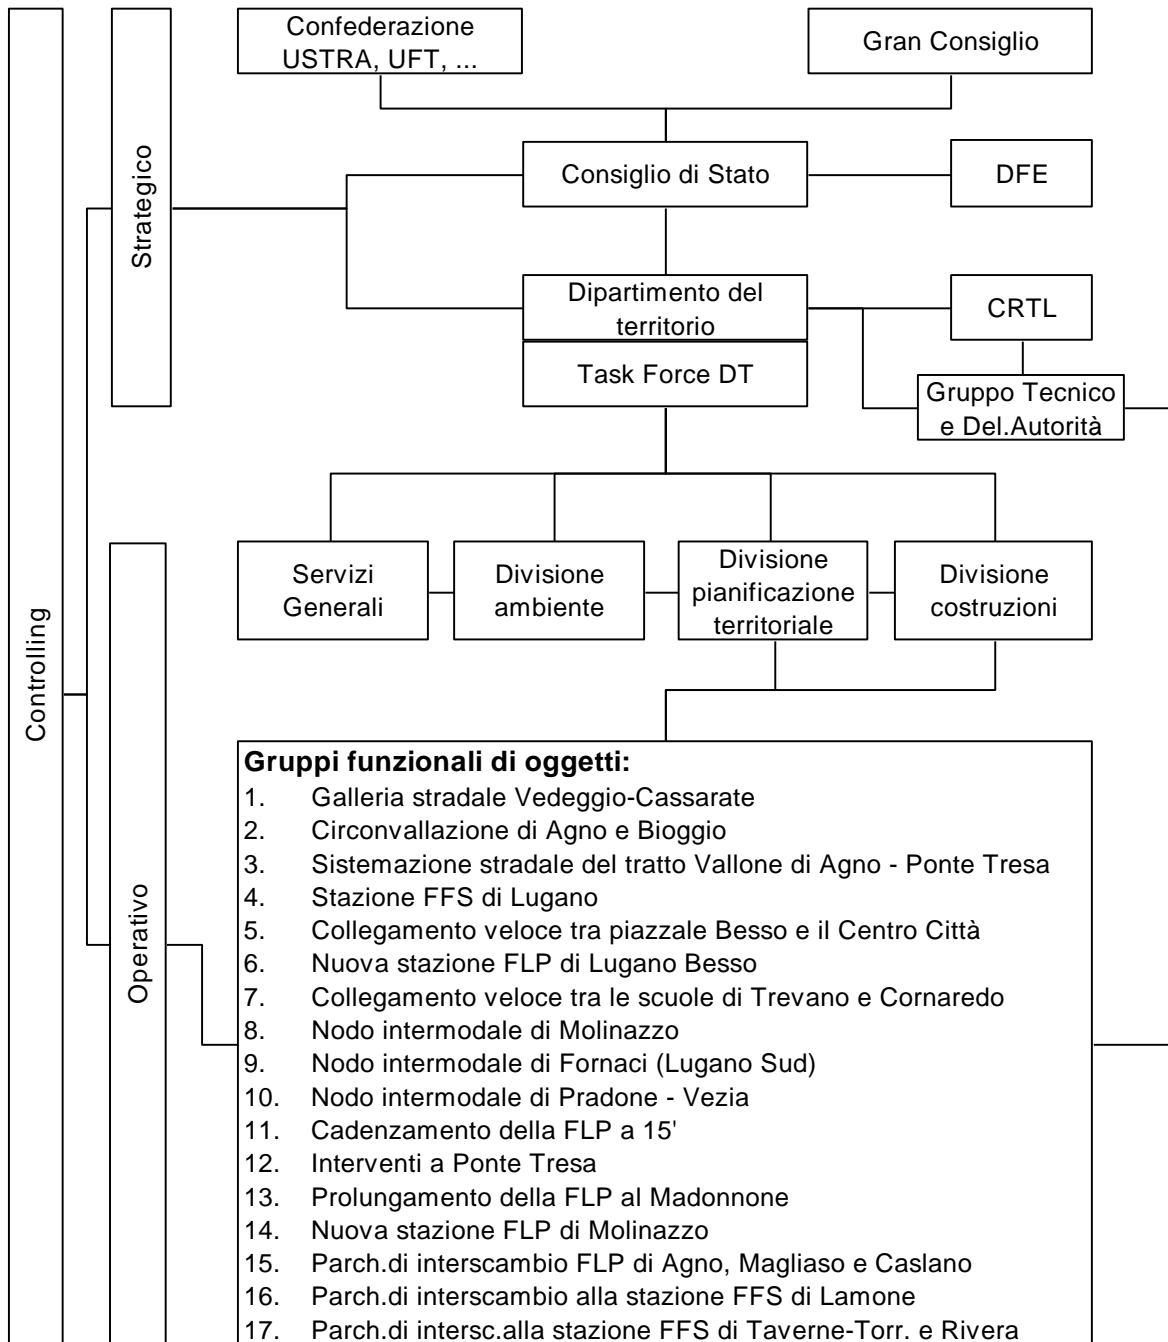 Confederazione
USTRA, UFT, ...
Gran Consiglio
Strategico
Consiglio di Stato
DFE
Dipartimento del
territorio
CRTL
Task Force DT
Gruppo Tecnico
e Del.Autorità
Controlling
Servizi
Generali
Divisione
ambiente
Divisione
pianificazione
territoriale
Divisione
costruzioni
Operativo
Gruppi funzionali di oggetti:
1. Galleria stradale Vedeggio-Cassarate
2. Circonvallazione di Agno e Bioggio
3. Sistemazione stradale del tratto Vallone di Agno - Ponte Tresa
4. Stazione FFS di Lugano
5. Collegamento veloce tra piazzale Besso e il Centro Città
6. Nuova stazione FLP di Lugano Besso
7. Collegamento veloce tra le scuole di Trevano e Cornaredo
8. Nodo intermodale di Molinazzo
9. Nodo intermodale di Fornaci (Lugano Sud)
10. Nodo intermodale di Pradone - Vezia
11. Cadenzamento della FLP a 15'
12. Interventi a Ponte Tresa
13. Prolungamento della FLP al Madonnone
14. Nuova stazione FLP di Molinazzo
15. Parch.di interscambio FLP di Agno, Magliaso e Caslano
16. Parch.di interscambio alla stazione FFS di Lamone
17. Parch.di intersc.alla stazione FFS di Taverne-Torr. e Rivera